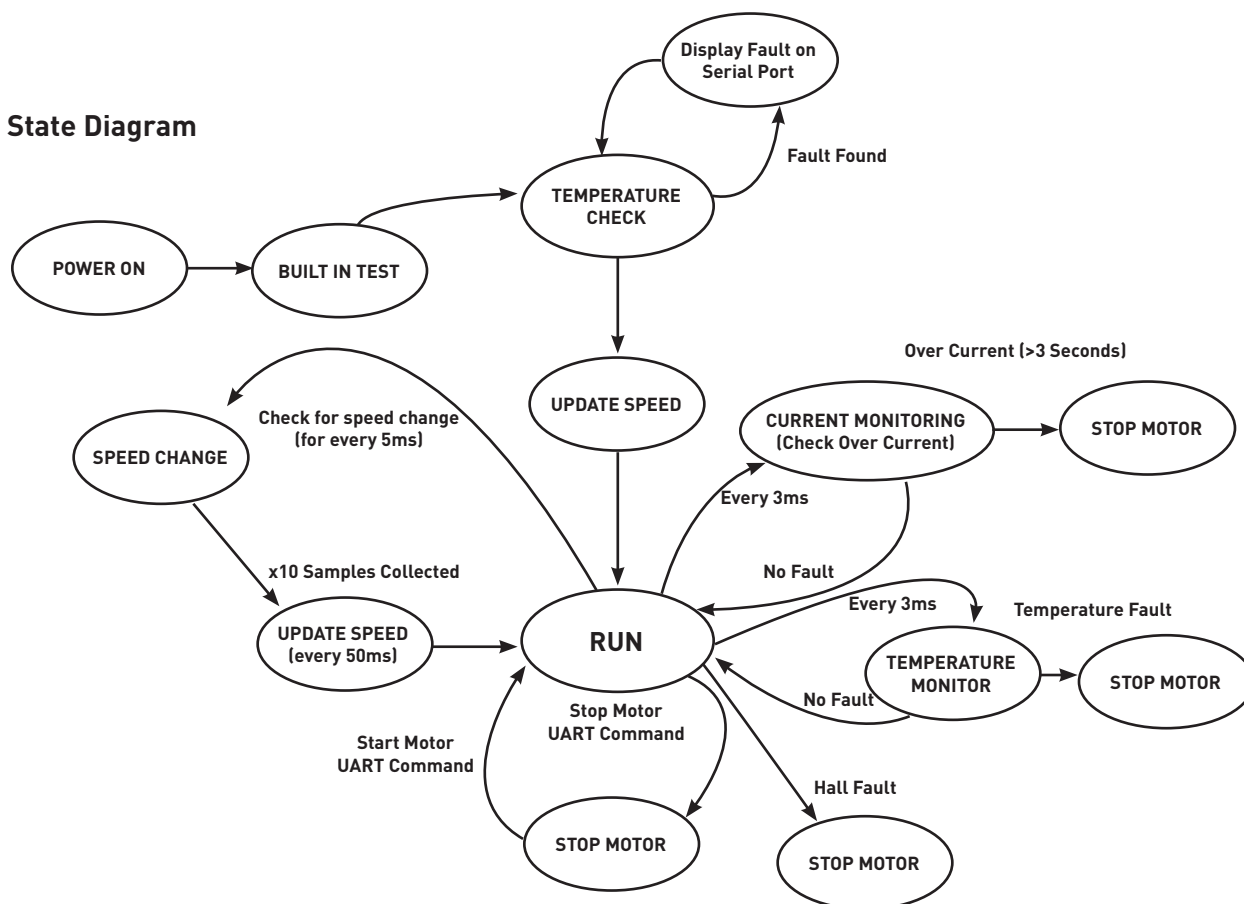 State Diagram
Display Fault on
Serial Port
Fault Found
TEMPERATURE
CHECK
POWER ON
BUILT IN TEST
UPDATE SPEED
Over Current (>3 Seconds)
CURRENT MONITORING
(Check Over Current)
STOP MOTOR
Check for speed change
(for every 5ms)
SPEED CHANGE
Every 3ms
x10 Samples Collected
No Fault
UPDATE SPEED
(every 50ms)
RUN
Every 3ms
Temperature Fault
TEMPERATURE
MONITOR
STOP MOTOR
No Fault
Stop Motor
UART Command
Start Motor
UART Command
Hall Fault
STOP MOTOR
STOP MOTOR